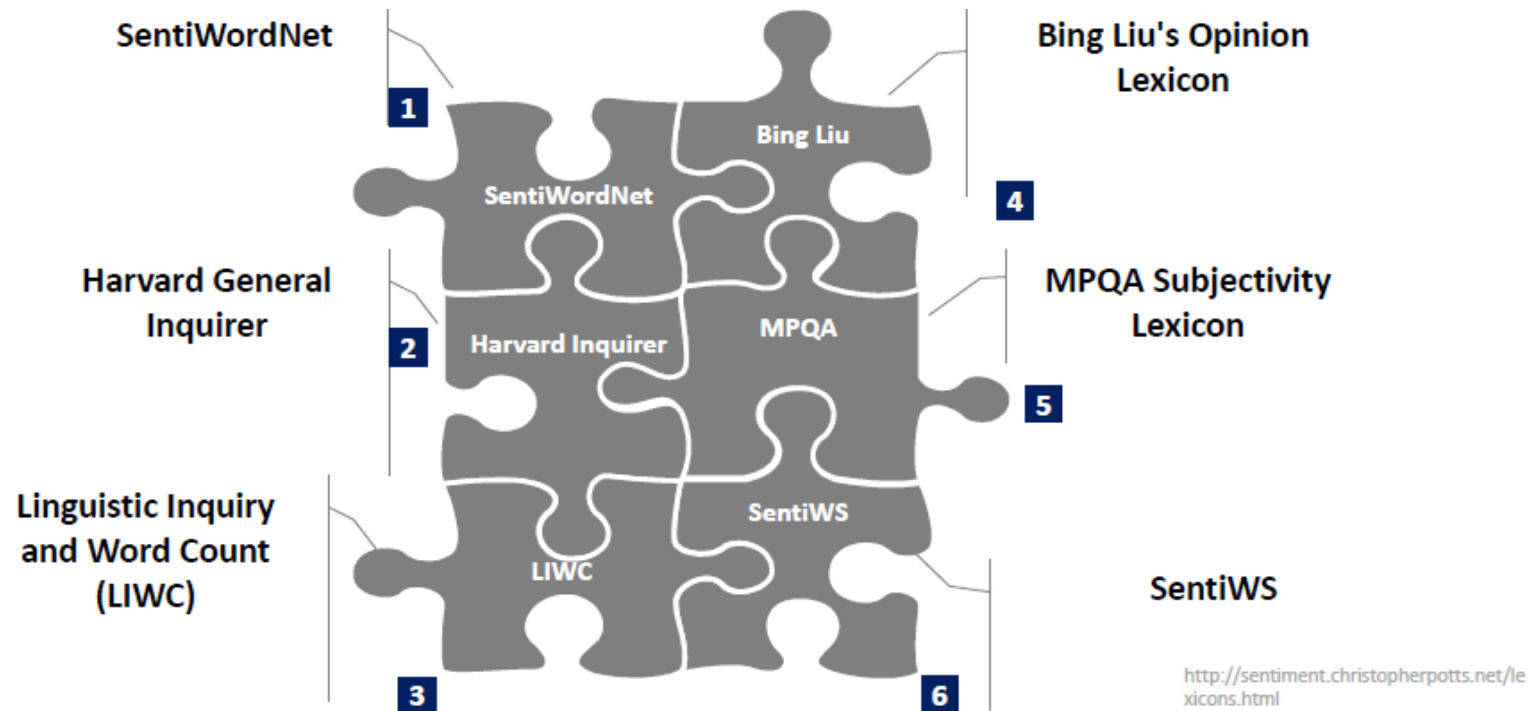 SentiWordNet
1
Harvard General
Inquirer
2
Linguistic Inquiry
and Word Count
(LIWC)
3
SentiWordNet
Bing Liu
Harvard Inquirer
MPQA
LIWC
SentiWS
Bing Liu's Opinion
Lexicon
4
MPQA Subjectivity
Lexicon
5
SentiWS
6
http://sentiment.christopherpotts.net/le
xicons.html